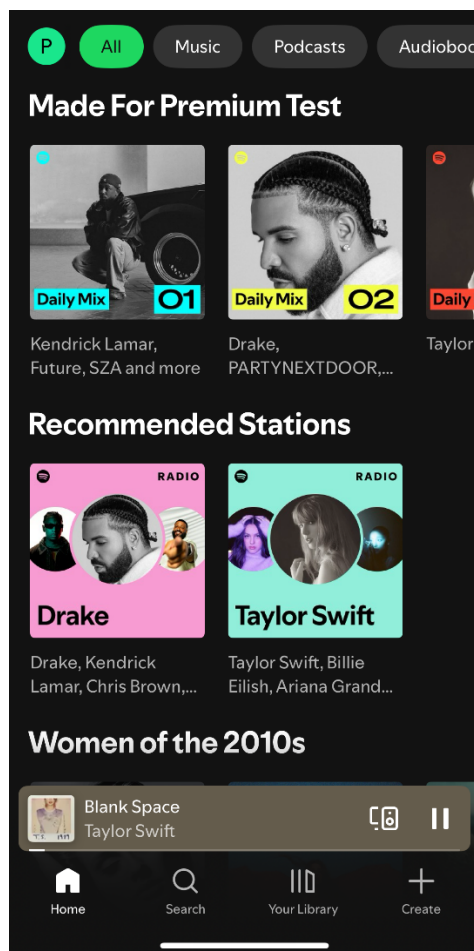 P
All
Music
Podcasts
Made For Premium Test
Daily Mix
01
Daily Mix
02
Daily
Kendrick Lamar,
Future, SZA and more
Drake,
PARTYNEXTDOOR,...
Taylor
Recommended Stations
RADIO
Drake
RADIO
Taylor Swift
Drake, Kendrick
Lamar, Chris Brown,...
Taylor Swift, Billie
Eilish, Ariana Grand...
Women of the 2010s
Blank Space
Taylor Swift
Home
Search
Your Library
Create